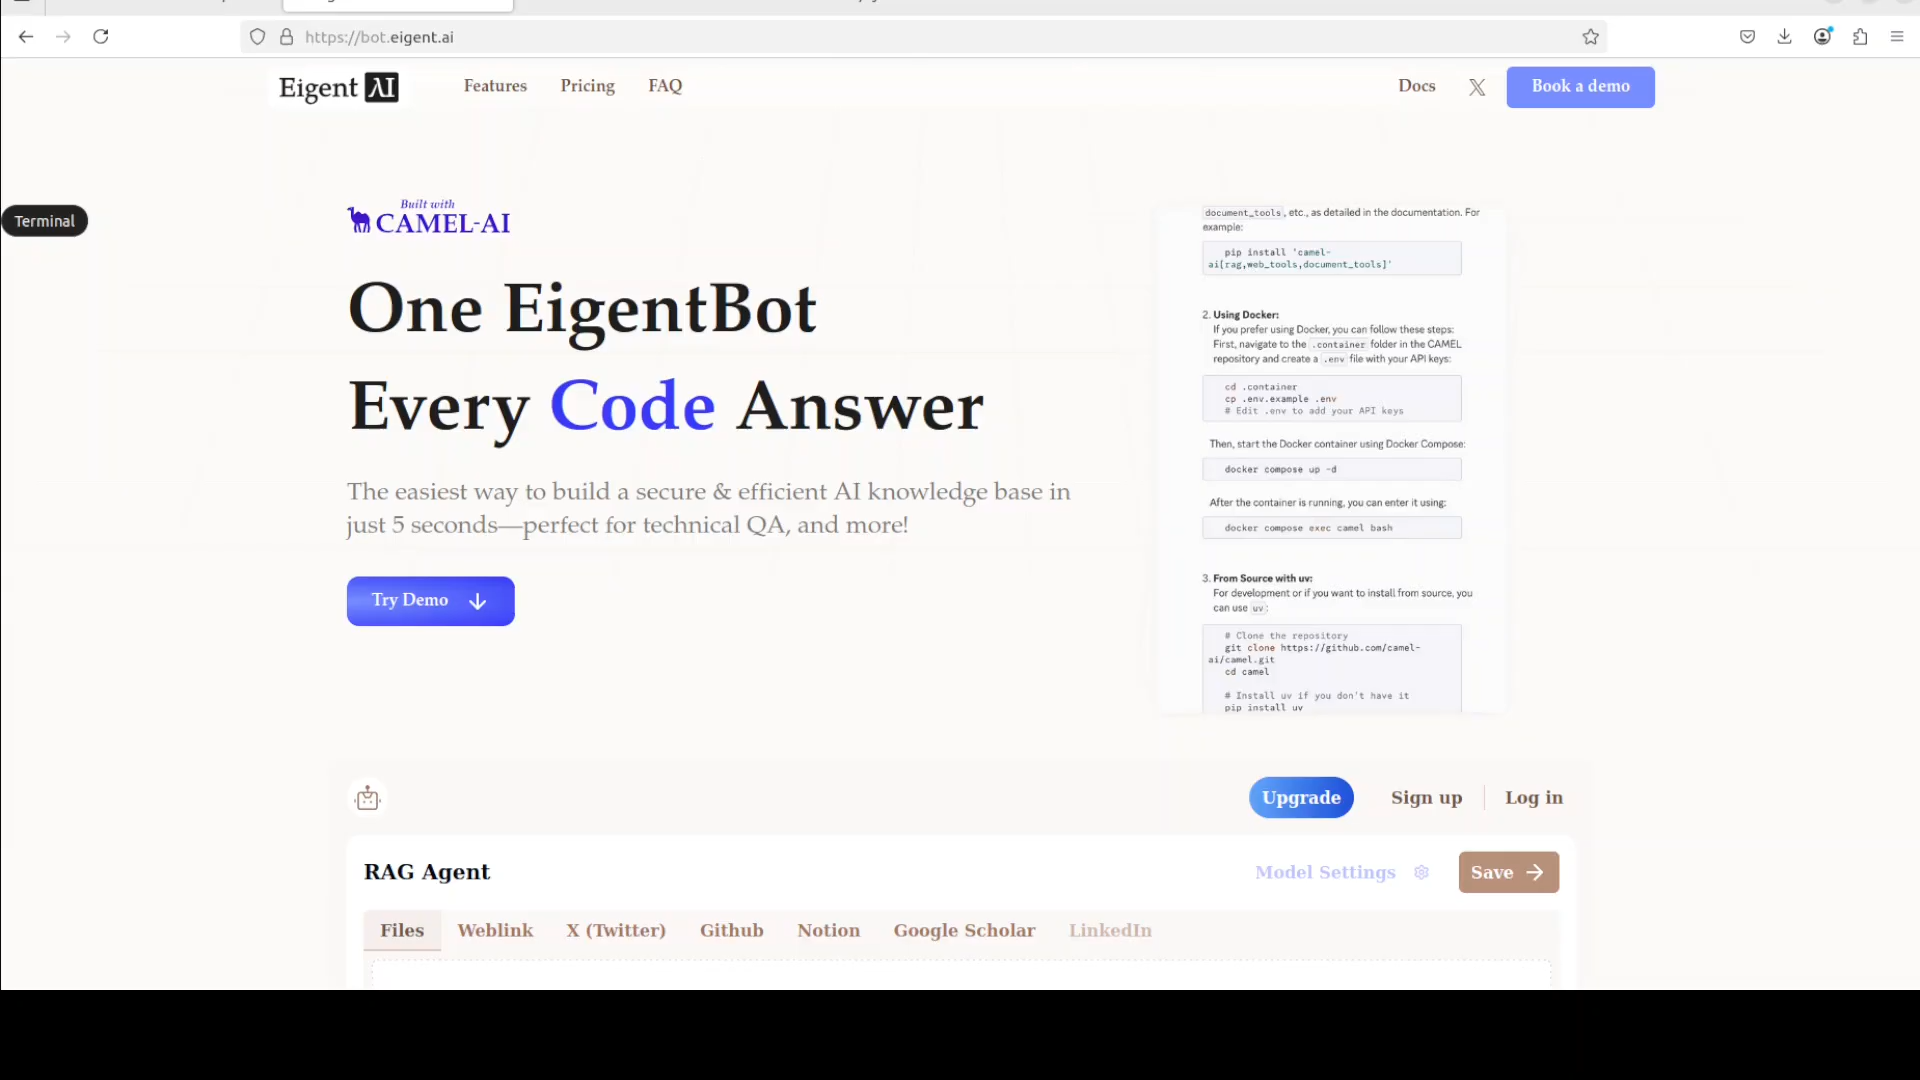 https://bot.eigent.ai
Eigent AI
Features
Pricing
FAQ
Docs
Book a demo
Terminal
Built with
CAMEL-AI
One EigentBot
Every Code Answer
The easiest way to build a secure & efficient AI knowledge base in
just 5 seconds—perfect for technical QA, and more!
Try Demo
document_tools, etc., as detailed in the documentation. For
example:
pip install 'camel-
ai[rag,web_tools,document_tools]'
2. Using Docker:
If you prefer using Docker, you can follow these steps:
First, navigate to the .container folder in the CAMEL
repository and create a .env file with your API keys:
cd .container
cp .env.example .env
# Edit .env to add your API keys
Then, start the Docker container using Docker Compose:
docker compose up -d
After the container is running, you can enter it using:
docker compose exec camel bash
3. From Source with uv:
For development or if you want to install from source, you
can use uv:
# Clone the repository
git clone https://github.com/camel-
ai/camel.git
cd camel
# Install uv if you don't have it
pip install uv
Upgrade
Sign up
Log in
RAG Agent
Model Settings
Save
Files
Weblink
X (Twitter)
Github
Notion
Google Scholar
LinkedIn